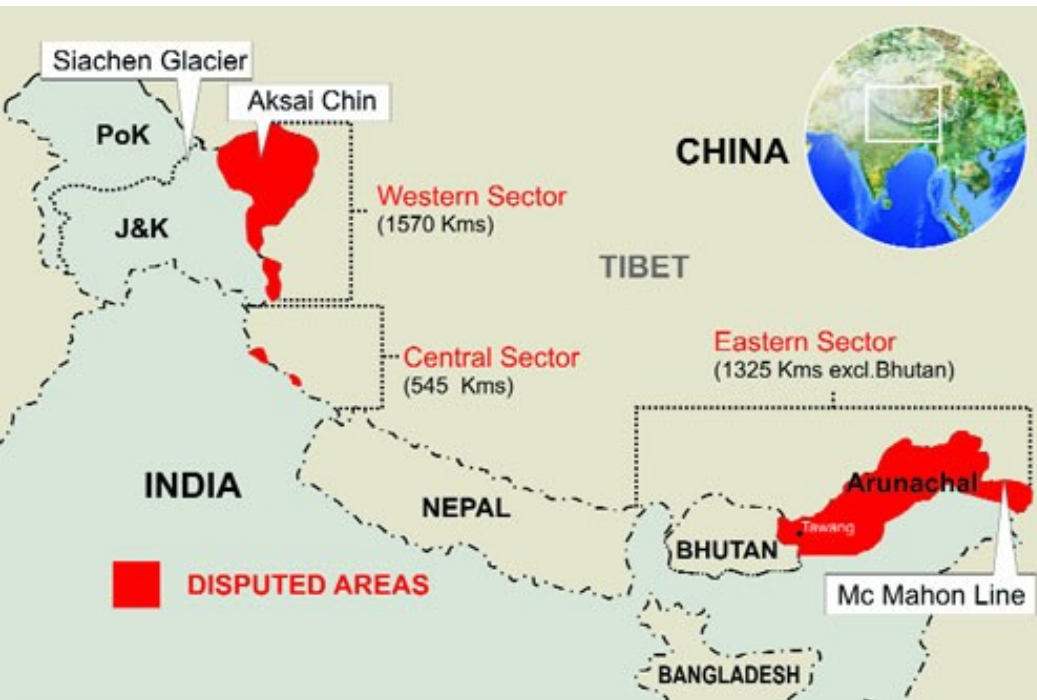 Siachen Glacier
Aksai Chin
PoK
CHINA
Western Sector
(1570 Kms)
J&K
TIBET
Eastern Sector
(1325 Kms excl.Bhutan)
Central Sector
(545 Kms)
INDIA
Arunachal
NEPAL
Tawang
BHUTAN
DISPUTED AREAS
Mc Mahon Line
BANGLADESH